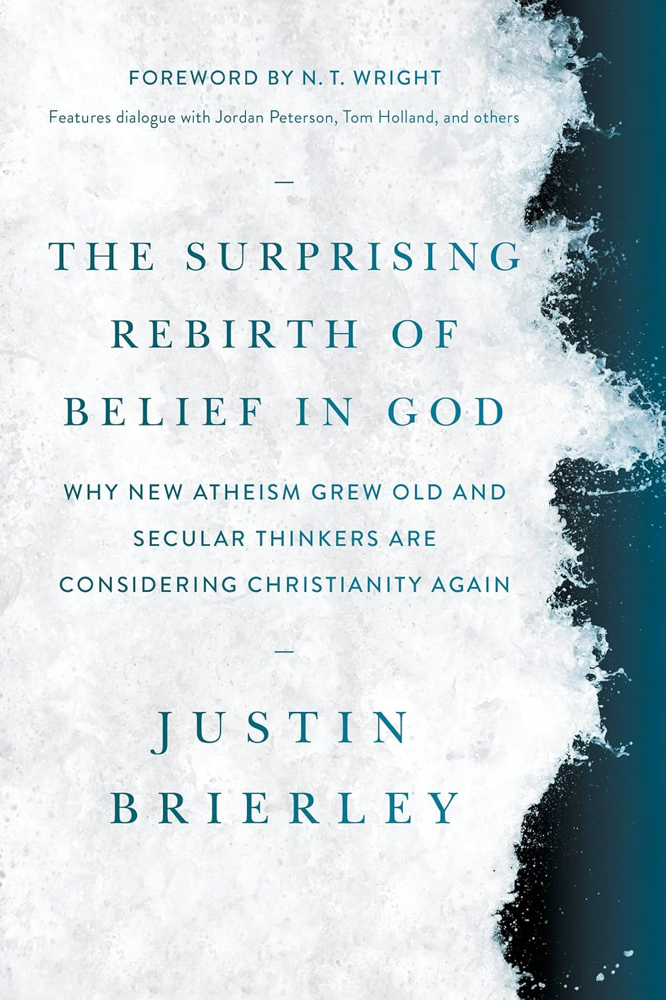 FOREWORD BY N. T. WRIGHT
Features dialogue with Jordan Peterson, Tom Holland, and others
THE SURPRISING
REBIRTH OF
BELIEF IN GOD
WHY NEW ATHEISM GREW OLD AND
SECULAR THINKERS ARE
CONSIDERING CHRISTIANITY AGAIN
JUSTIN
BRIERLEY